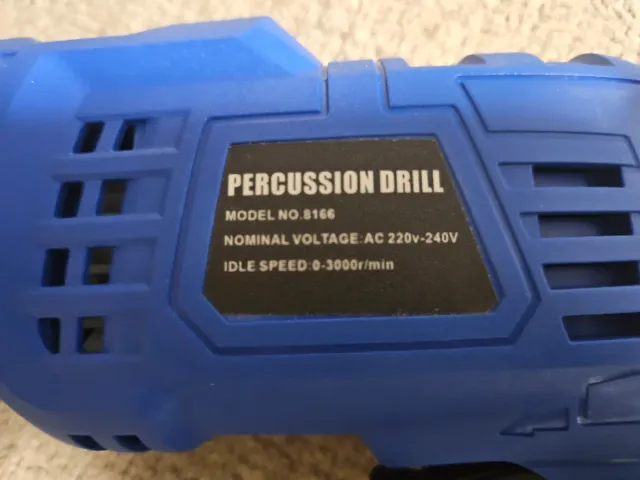 PERCUSSION DRILL
MODEL NO.8166
NOMINAL VOLTAGE:AC 220v-240V
IDLE SPEED:0-3000r/min